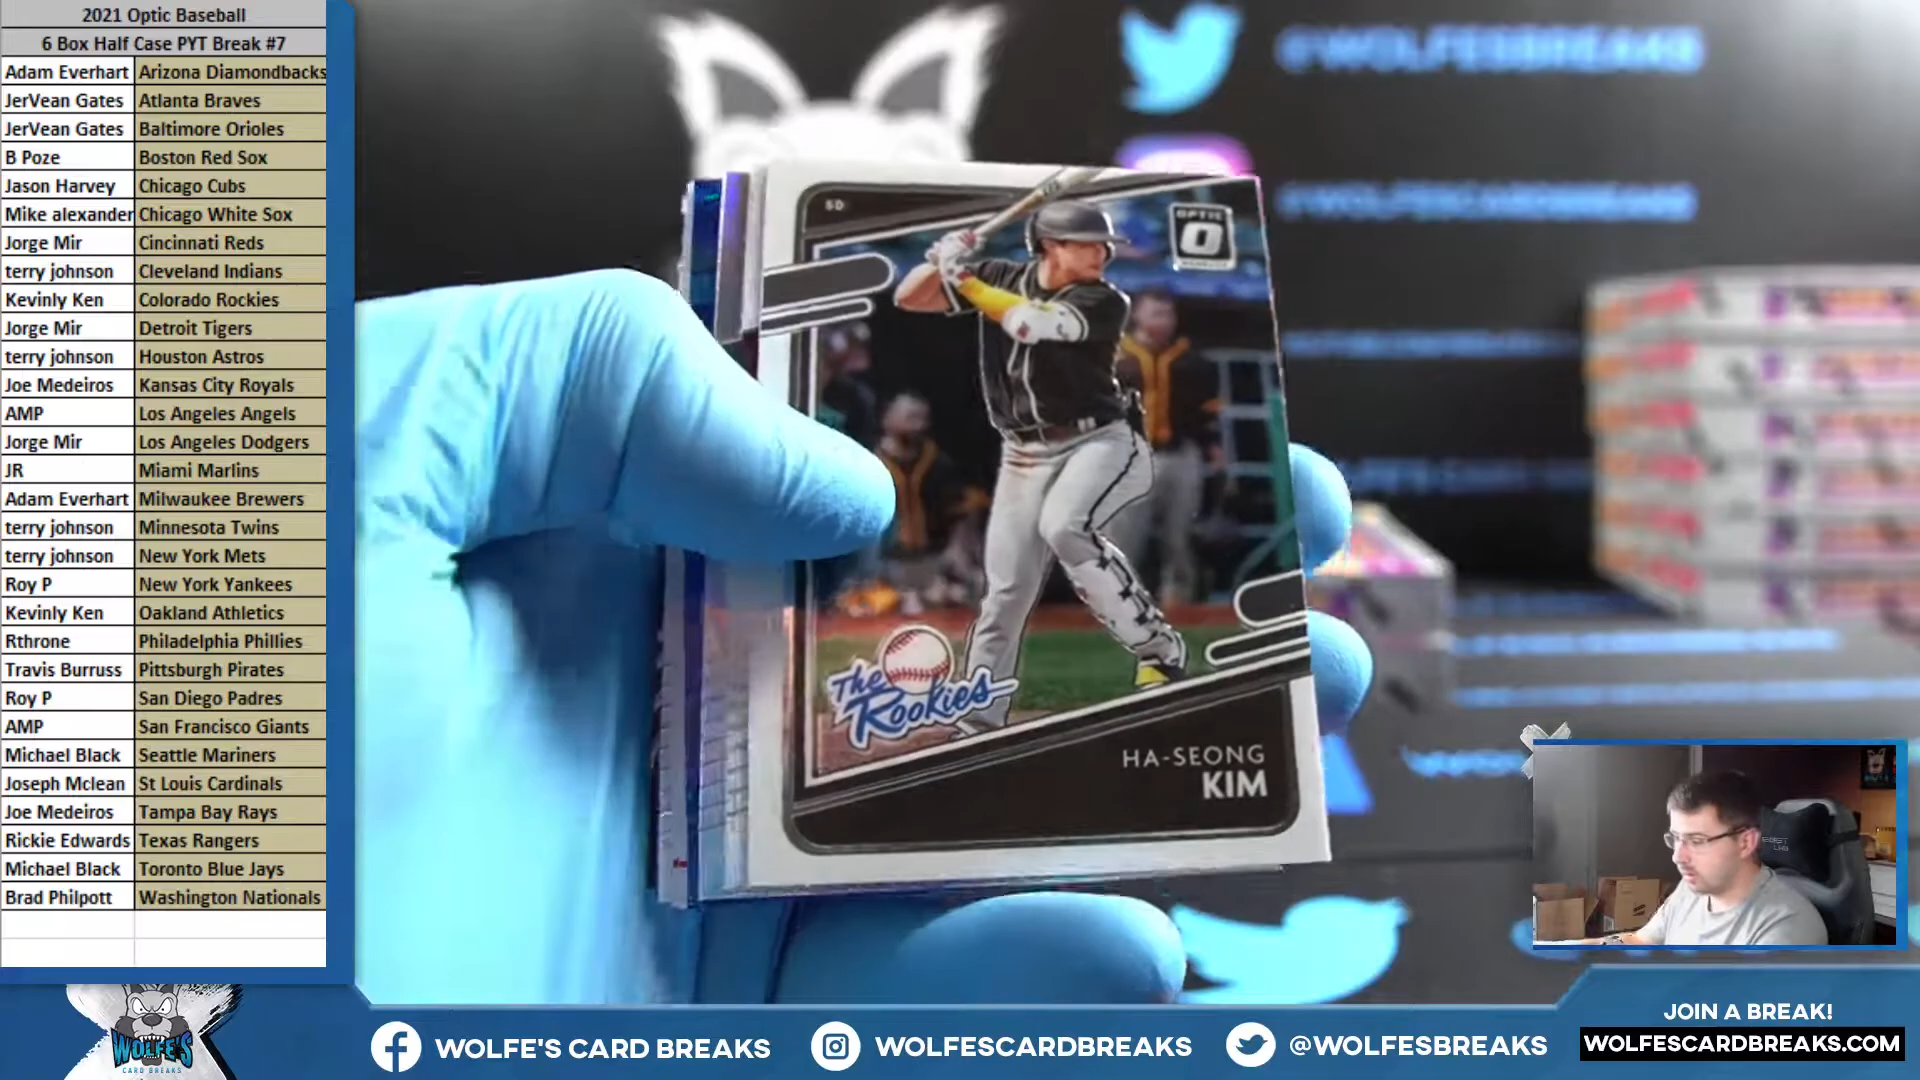 2021 Optic Baseball
6 Box Half Case PYT Break #7
Adam Everhart Arizona Diamondbacks
JerVean Gates Atlanta Braves
JerVean Gates Baltimore Orioles
B Poze Boston Red Sox
Jason Harvey Chicago Cubs
Mike alexander Chicago White Sox
Jorge Mir Cincinnati Reds
terry johnson Cleveland Indians
Kevinly Ken Colorado Rockies
Jorge Mir Detroit Tigers
terry johnson Houston Astros
Joe Medeiros Kansas City Royals
AMP Los Angeles Angels
Jorge Mir Los Angeles Dodgers
JR Miami Marlins
Adam Everhart Milwaukee Brewers
terry johnson Minnesota Twins
terry johnson New York Mets
Roy P New York Yankees
Kevinly Ken Oakland Athletics
Rthrone Philadelphia Phillies
Travis Burruss Pittsburgh Pirates
Roy P San Diego Padres
AMP San Francisco Giants
Michael Black Seattle Mariners
Joseph Mclean St Louis Cardinals
Joe Medeiros Tampa Bay Rays
Rickie Edwards Texas Rangers
Michael Black Toronto Blue Jays
Brad Philpott Washington Nationals
@WOLFESBREAKS
@WOLFESCARDBREAKS
SD
OPTIC
The
Rookies
HA-SEONG
KIM
WOLFE'S
CARD BREAKS
WOLFE'S CARD BREAKS
WOLFESCARDBREAKS
@WOLFESBREAKS
JOIN A BREAK!
WOLFESCARDBREAKS.COM